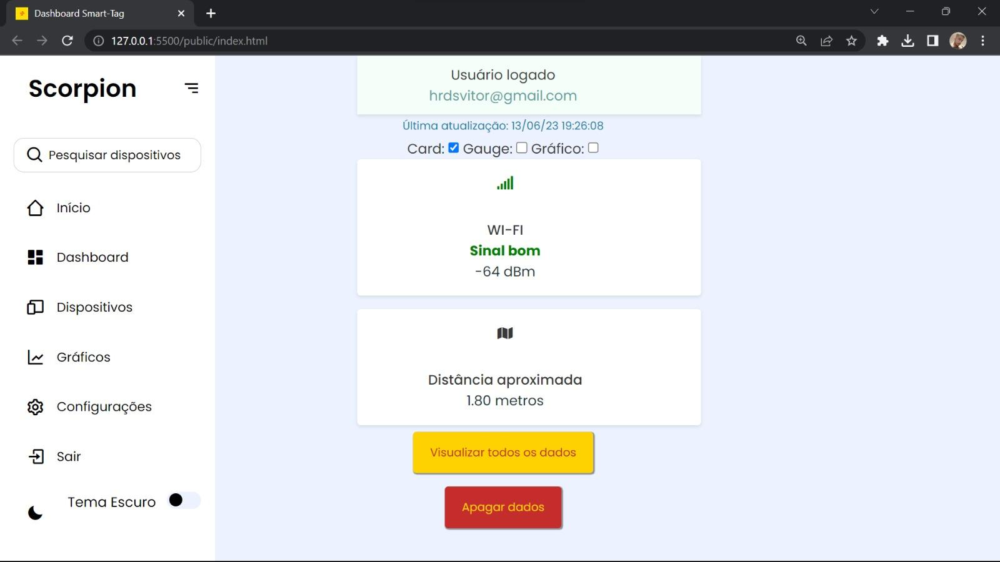 Dashboard Smart-Tag
127.0.0.1:5500/public/index.html
Scorpion
Pesquisar dispositivos
Início
Dashboard
Dispositivos
Gráficos
Configurações
Sair
Tema Escuro
Usuário logado
hrdsvitor@gmail.com
Última atualização: 13/06/23 19:26:08
Card: Gauge: Gráfico:
WI-FI
Sinal bom
-64 dBm
Distância aproximada
1.80 metros
Visualizar todos os dados
Apagar dados